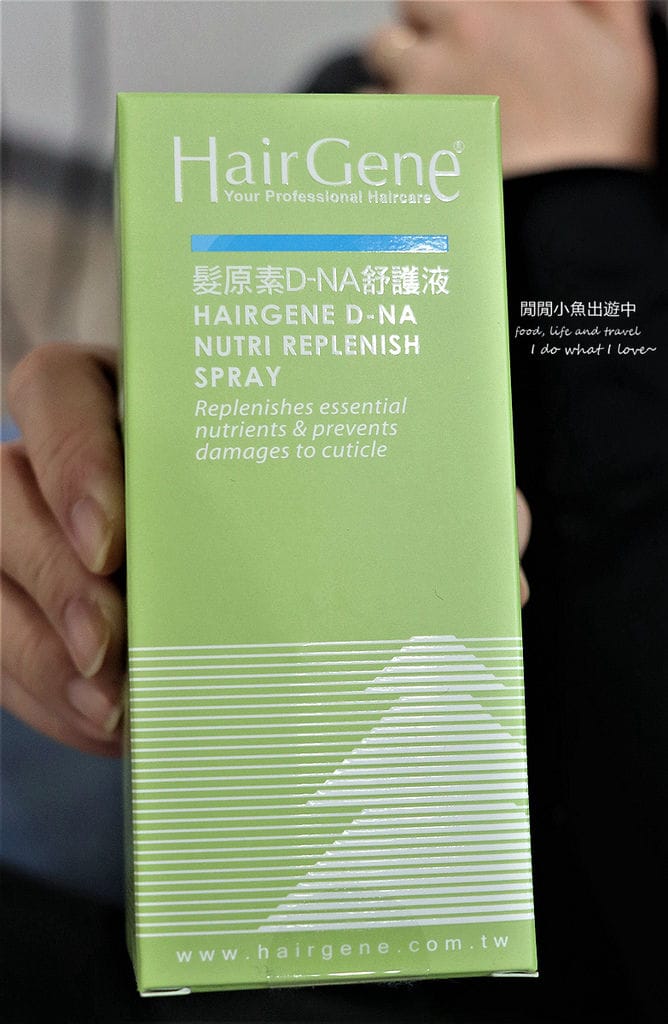 HairGene®
Your Professional Haircare
髮原素D-NA舒護液
HAIRGENE D-NA
NUTRI REPLENISH
SPRAY
Replenishes essential
nutrients & prevents
damages to cuticle
www.hairgene.com.tw
閒閒小魚出遊中
food, life and travel
I do what I love~